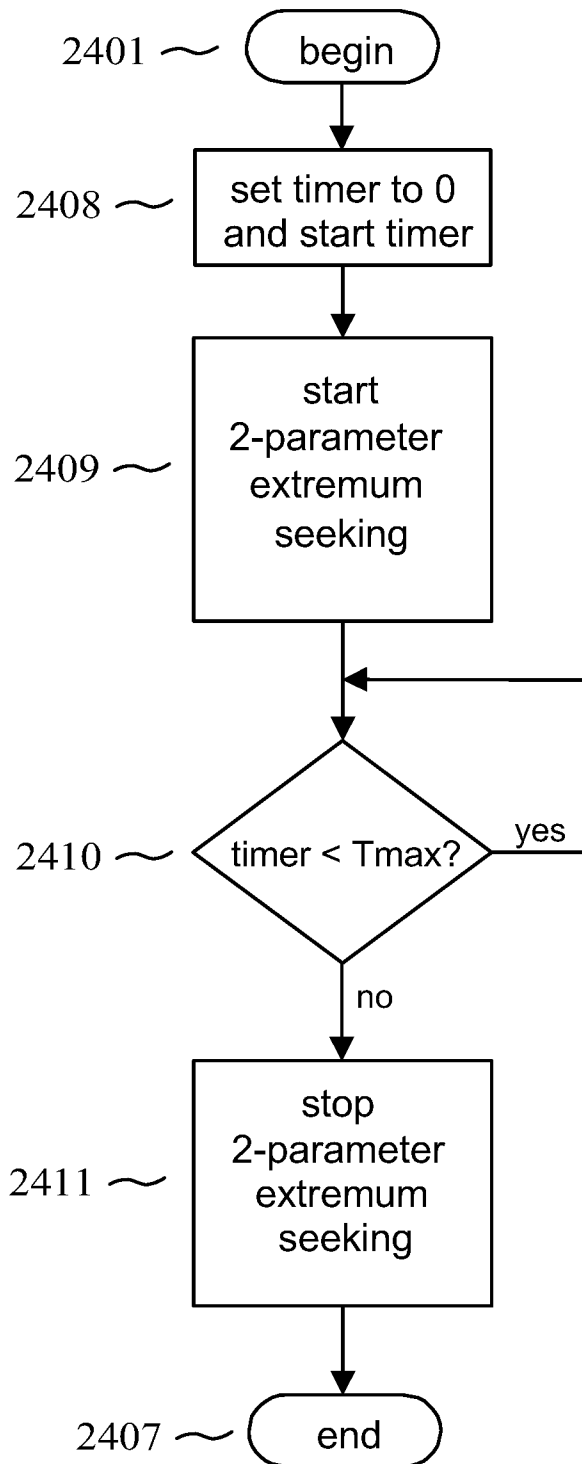 2401
begin
2408
set timer to 0
and start timer
2409
start
2-parameter
extremum
seeking
2410
timer < Tmax?
yes
no
2411
stop
2-parameter
extremum
seeking
2407
end